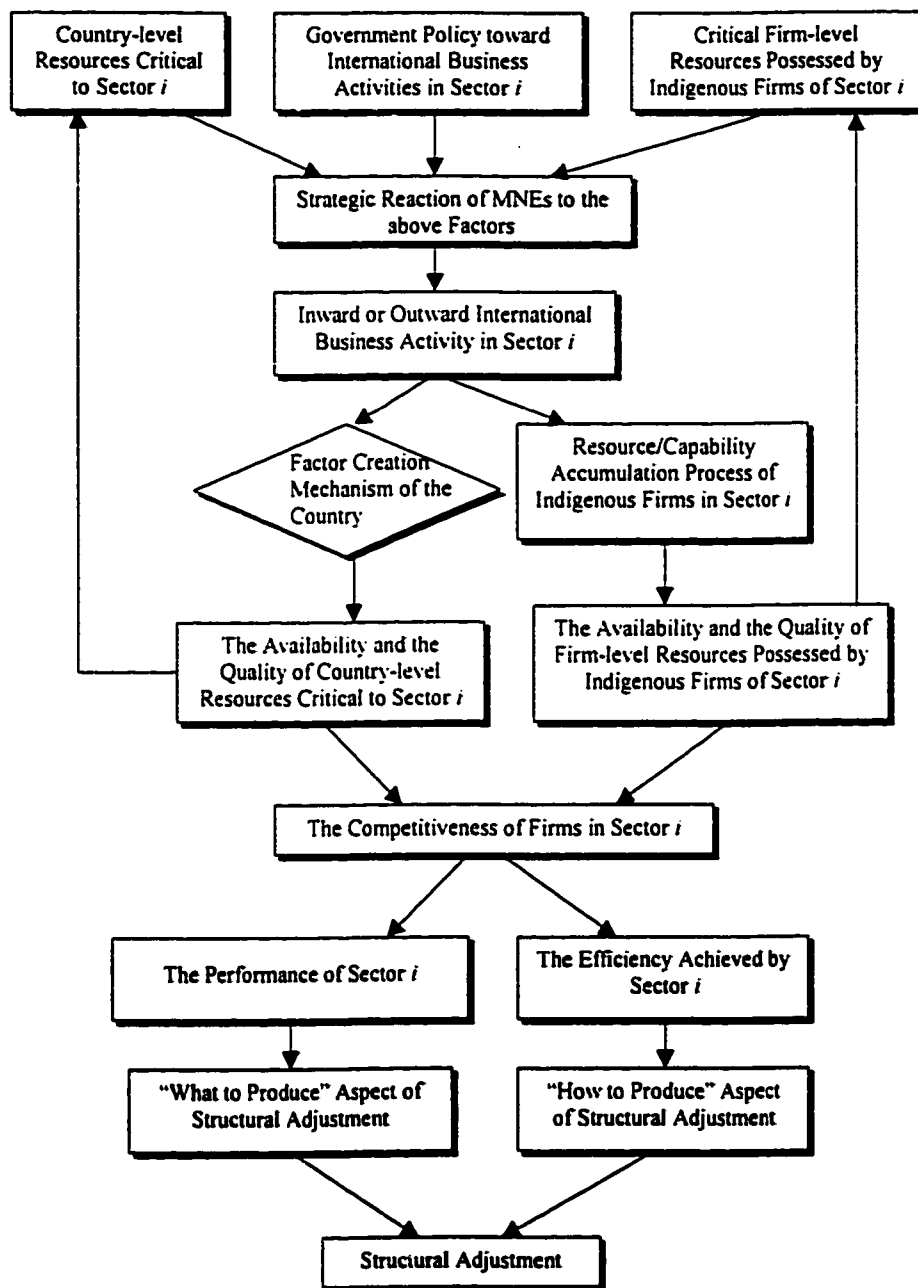 Country-level
Resources Critical
to Sector i
Government Policy toward
International Business
Activities in Sector i
Critical Firm-level
Resources Possessed by
Indigenous Firms of Sector i
Strategic Reaction of MNEs to the
above Factors
Inward or Outward International
Business Activity in Sector i
Factor Creation
Mechanism of the
Country
Resource/Capability
Accumulation Process of
Indigenous Firms in Sector i
The Availability and the
Quality of Country-level
Resources Critical to Sector i
The Availability and the Quality of
Firm-level Resources Possessed by
Indigenous Firms of Sector i
The Competitiveness of Firms in Sector i
The Performance of Sector i
The Efficiency Achieved by
Sector i
“What to Produce” Aspect of
Structural Adjustment
“How to Produce” Aspect
of Structural Adjustment
Structural Adjustment